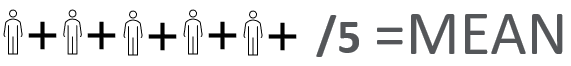 + + + + + /5 =MEAN